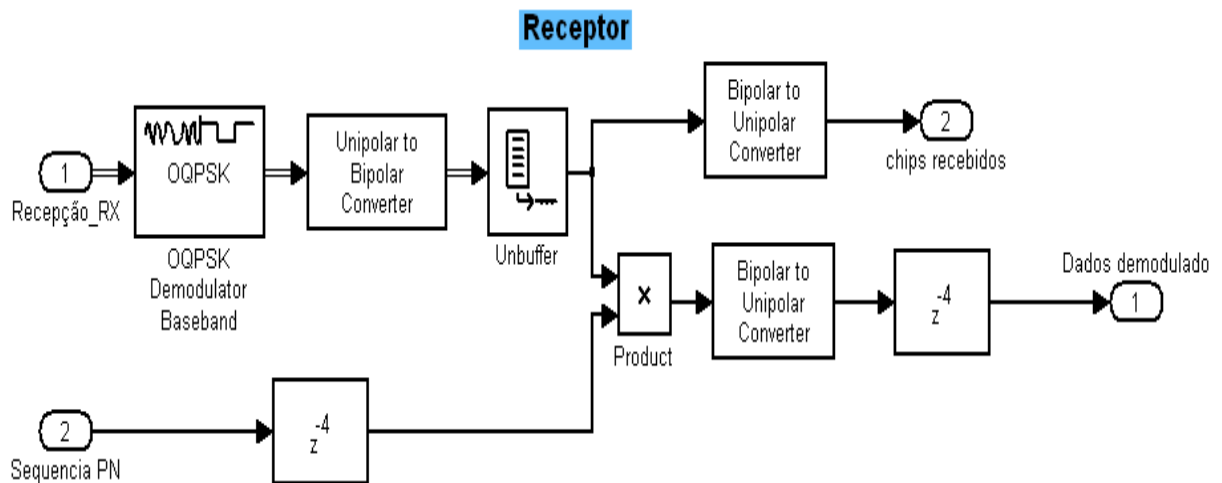 Receptor
1
Recepção_RX
OQPSK
OQPSK
Demodulator
Baseband
Unipolar to
Bipolar
Converter
Unbuffer
Bipolar to
Unipolar
Converter
2
chips recebidos
x
Product
Bipolar to
Unipolar
Converter
z-4
Dados demodulado
1
2
Sequencia PN
z-4